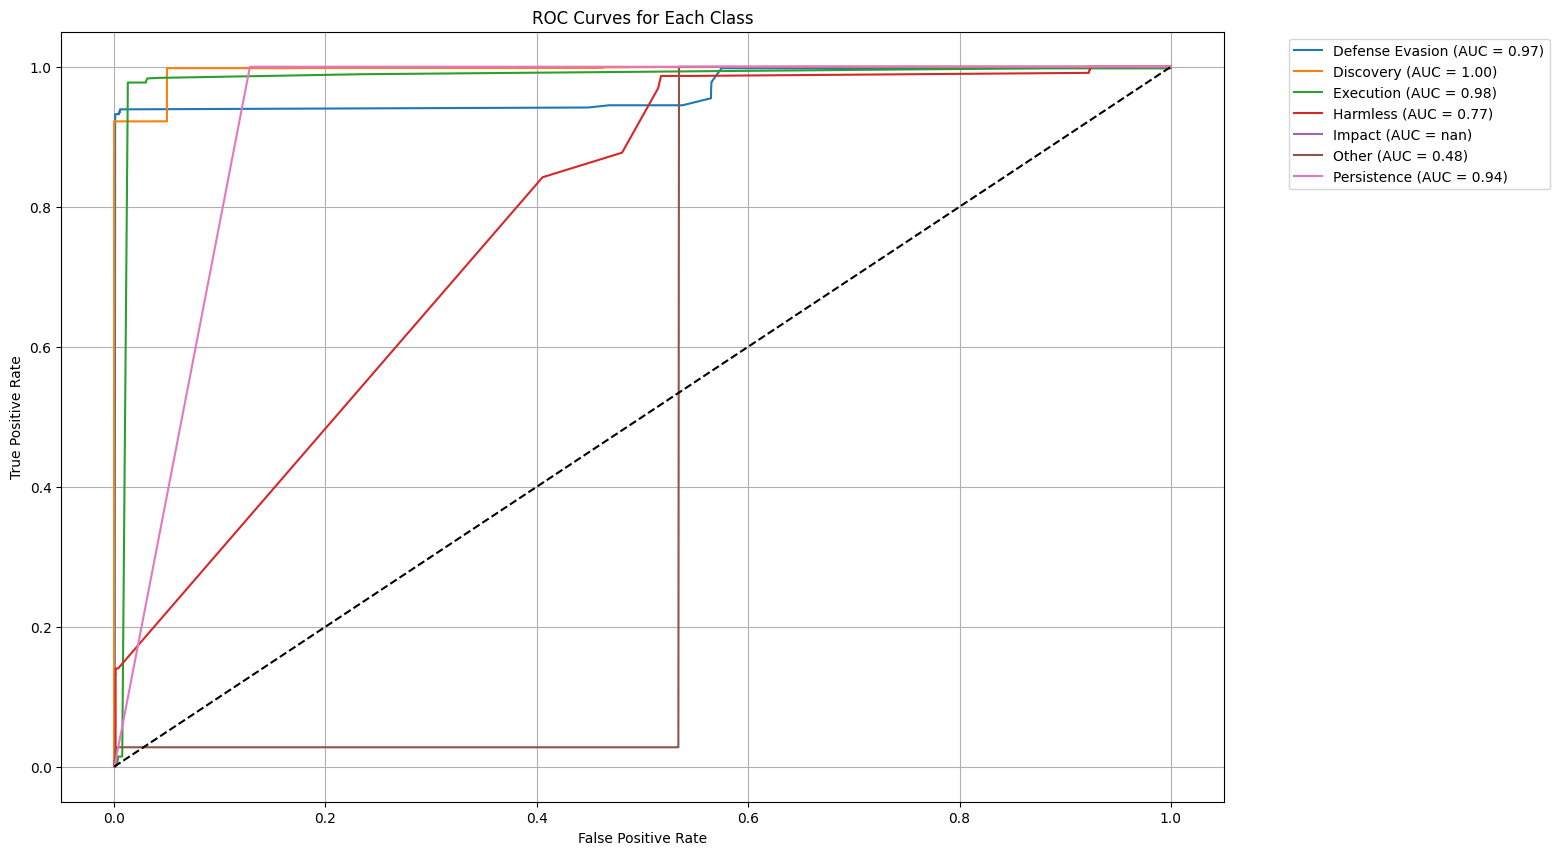 ROC Curves for Each Class
Defense Evasion (AUC = 0.97)
Discovery (AUC = 1.00)
Execution (AUC = 0.98)
Harmless (AUC = 0.77)
Impact (AUC = nan)
Other (AUC = 0.48)
Persistence (AUC = 0.94)
True Positive Rate
1.0
0.8
0.6
0.4
0.2
0.0
0.0 0.2 0.4 0.6 0.8 1.0
False Positive Rate